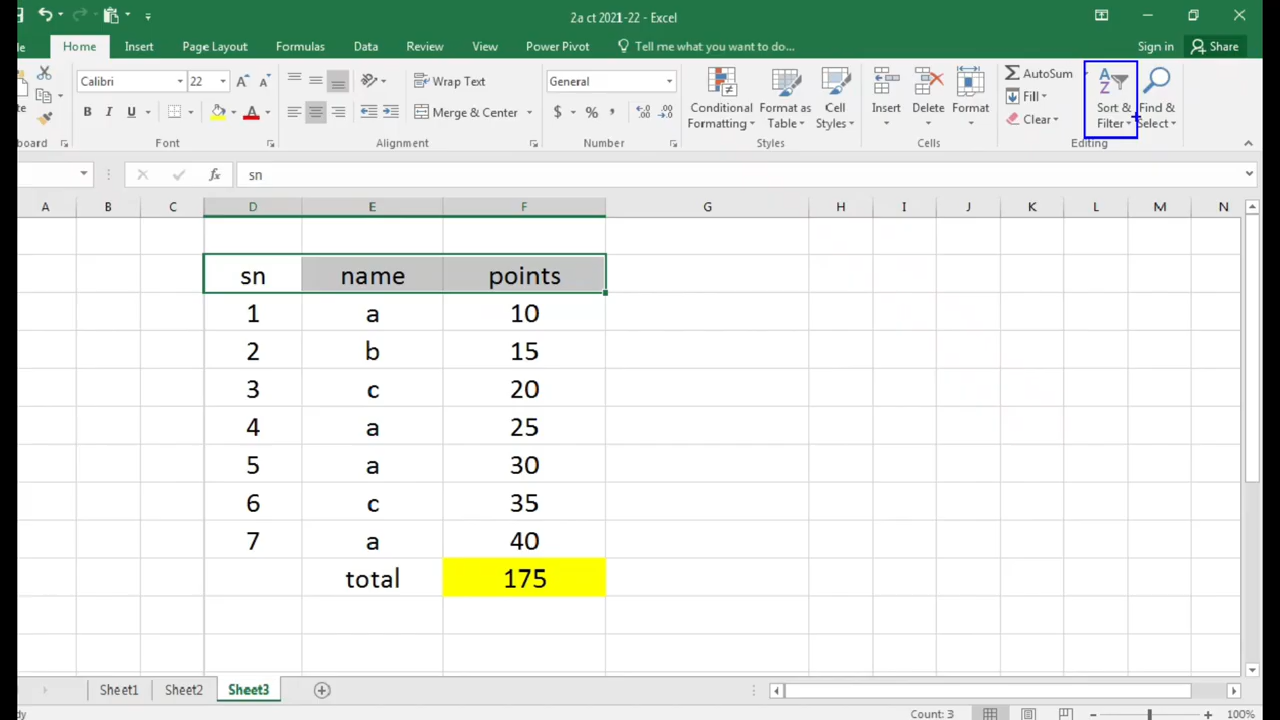 2a ct 2021-22 - Excel
Home Insert Page Layout Formulas Data Review View Power Pivot Tell me what you want to do... Sign in Share
Calibri 22 A A Wrap Text General AutoSum
Fill
B I U A Merge & Center $ % , Clear
Conditional Formatting Format as Table Cell Styles Insert Delete Format Sort & Filter Find & Select
Font Alignment Number Styles Cells Editing
fx sn
A B C D E F G H I J K L M N
sn name points
1 a 10
2 b 15
3 c 20
4 a 25
5 a 30
6 c 35
7 a 40
total 175
Sheet1 Sheet2 Sheet3
Count: 3 100%